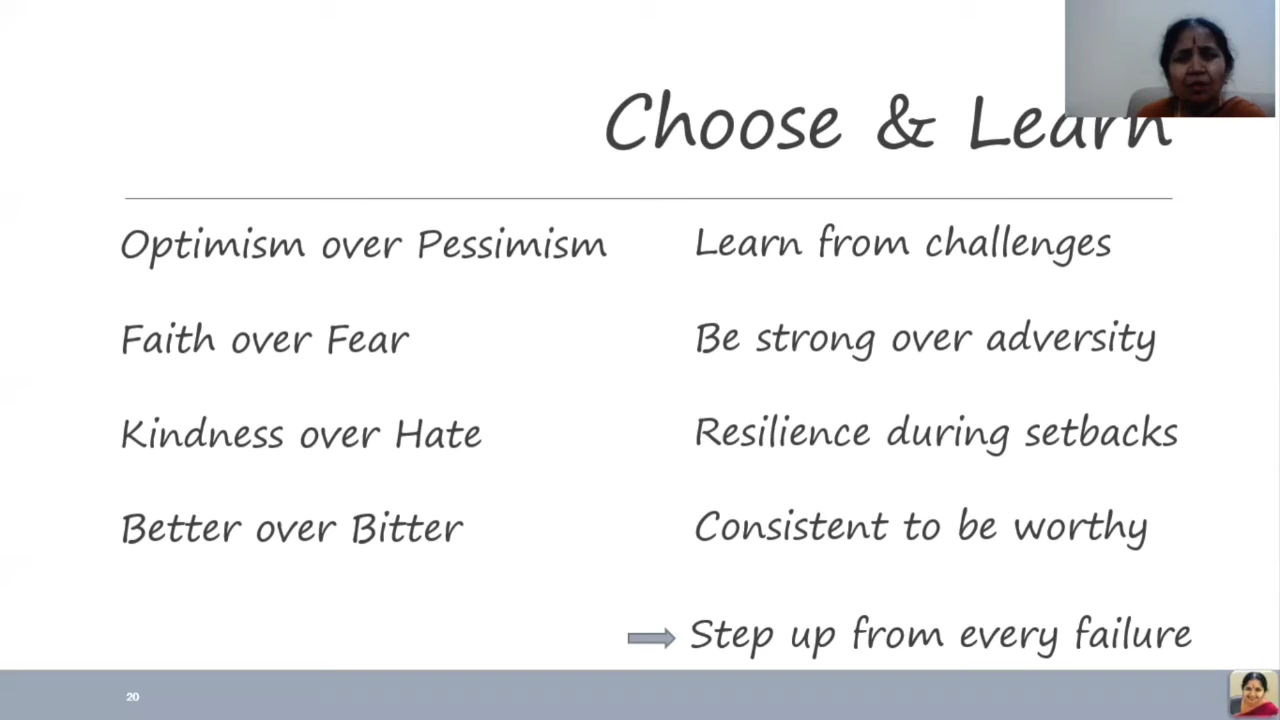 Choose & Learn
Optimism over Pessimism
Faith over Fear
Kindness over Hate
Better over Bitter
Learn from challenges
Be strong over adversity
Resilience during setbacks
Consistent to be worthy
Step up from every failure
20